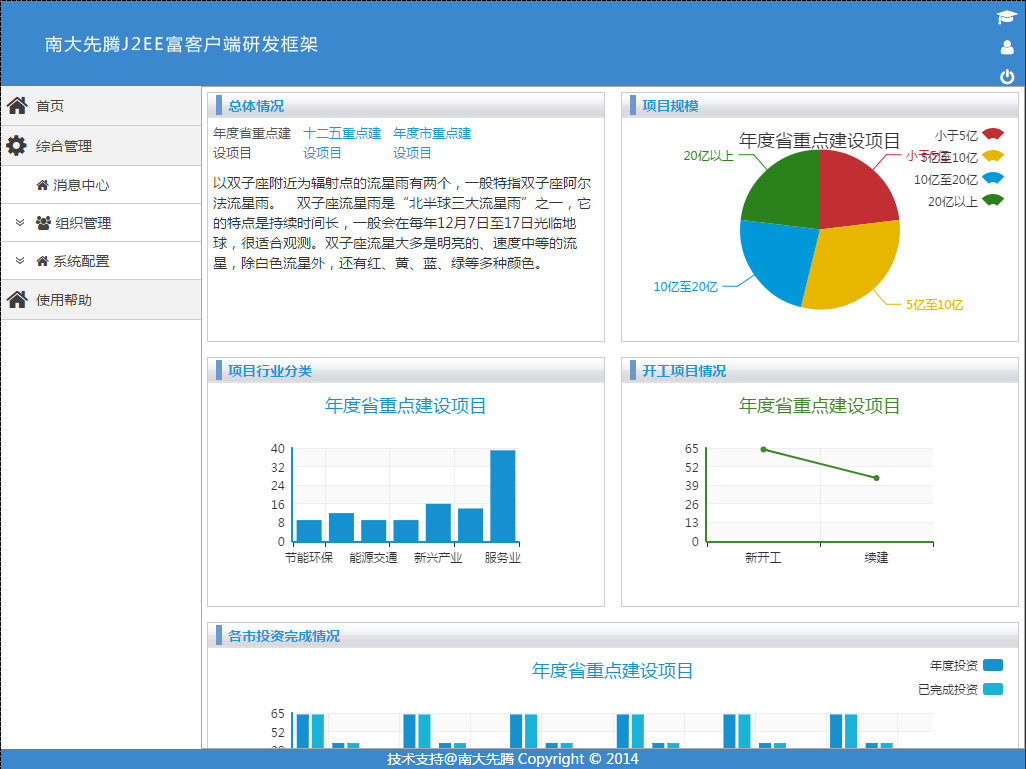 南大先腾J2EE富客户端研发框架
首页
综合管理
消息中心
组织管理
系统配置
使用帮助
总体情况
年度省重点建设项目 十二五重点建设项目 年度市重点建设项目
以双子座附近为辐射点的流星雨有两个，一般特指双子座阿尔
法流星雨。 双子座流星雨是“北半球三大流星雨”之一，它
的特点是持续时间长，一般会在每年12月7日至17日光临地
球，很适合观测。双子座流星大多是明亮的、速度中等的流
星，除白色流星外，还有红、黄、蓝、绿等多种颜色。
项目规模
年度省重点建设项目
小于5亿
5亿至10亿
10亿至20亿
20亿以上
20亿以上
小于5亿
10亿至20亿
5亿至10亿
项目行业分类
年度省重点建设项目
40
32
24
16
8
0
节能环保 能源交通 新兴产业 服务业
开工项目情况
年度省重点建设项目
65
52
39
26
13
0
新开工 续建
各市投资完成情况
年度省重点建设项目
年度投资
已完成投资
65
52
39
技术支持@南大先腾 Copyright © 2014